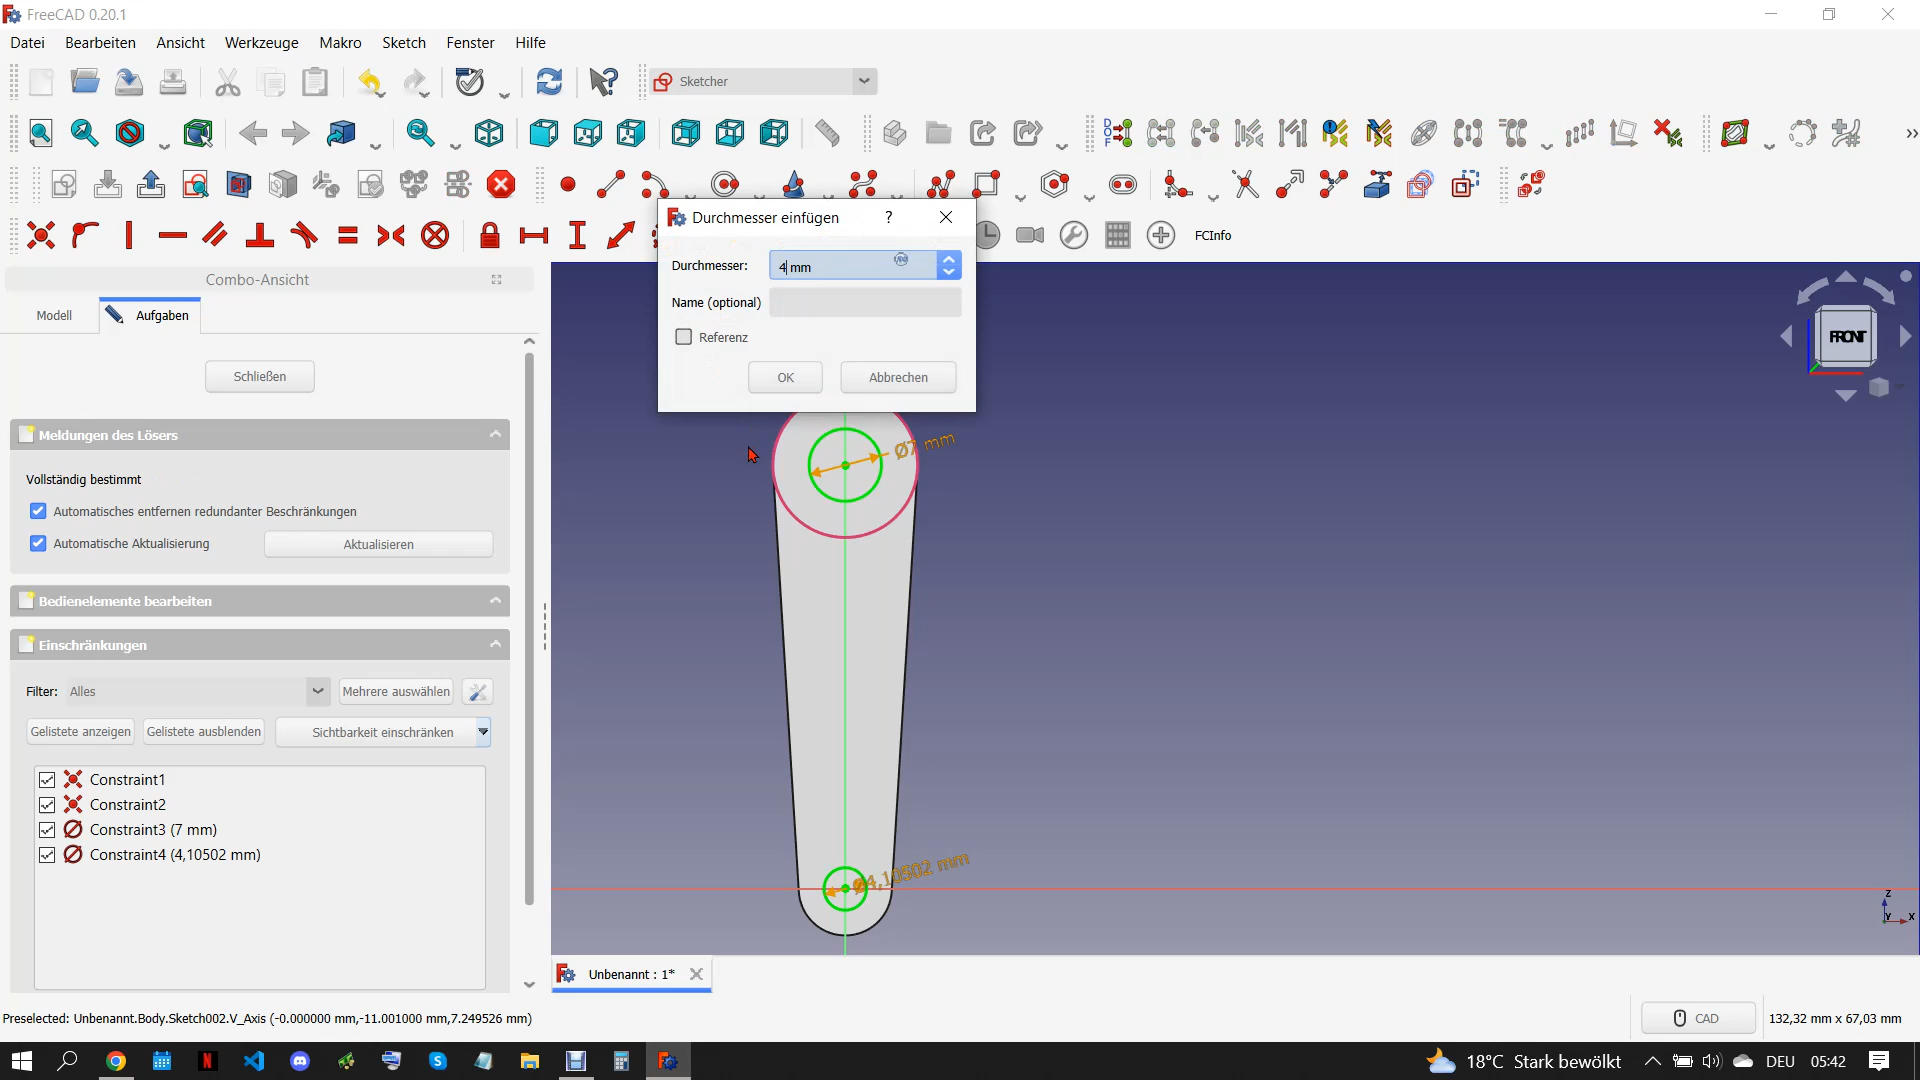 FreeCAD 0.20.1
Datei Bearbeiten Ansicht Werkzeuge Makro Sketch Fenster Hilfe
Sketcher
DOF
FCInfo
Durchmesser einfügen ?
Durchmesser: 4 mm
Name (optional)
Referenz
OK Abbrechen
Combo-Ansicht
Modell Aufgaben
Schließen
Meldungen des Lösers
Vollständig bestimmt
Automatisches entfernen redundanter Beschränkungen
Automatische Aktualisierung Aktualisieren
Bedienelemente bearbeiten
Einschränkungen
Filter: Alles Mehrere auswählen
Gelistete anzeigen Gelistete ausblenden Sichtbarkeit einschränken
Constraint1
Constraint2
Constraint3 (7 mm)
Constraint4 (4,10502 mm)
FRONT
Ø7 mm
Ø4,10502 mm
Z
Y X
Unbenannt : 1*
Preselected: Unbenannt.Body.Sketch002.V_Axis (-0.000000 mm,-11.001000 mm,7.249526 mm)
CAD 132,32 mm x 67,03 mm
18°C Stark bewölkt DEU 05:42